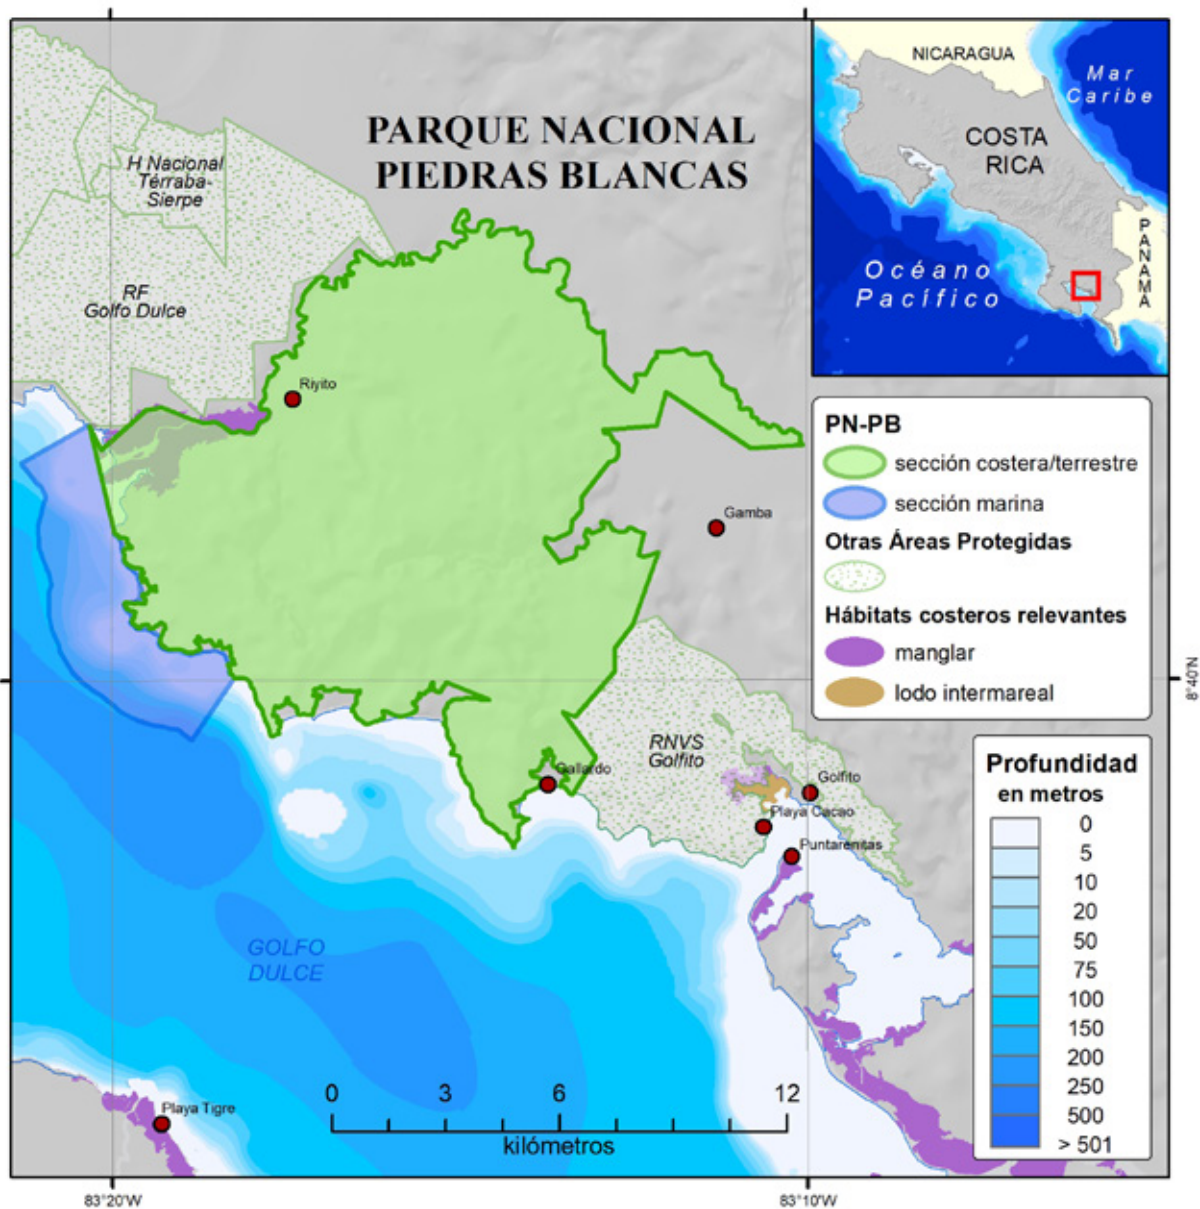 PARQUE NACIONAL
PIEDRAS BLANCAS
NICARAGUA
Mar
Caribe
COSTA
RICA
PANAMÁ
Océano
Pacífico
H Nacional
Térraba-
Sierpe
RF
Golfo Dulce
Riyito
Gamba
PN-PB
sección costera/terrestre
sección marina
Otras Áreas Protegidas
Hábitats costeros relevantes
manglar
lodo intermareal
8°40'N
RNVS
Golfito
Gallardo
Golfito
Playa Cacao
Puntarenitas
Profundidad
en metros
0
5
10
20
50
75
100
150
200
250
500
> 501
GOLFO
DULCE
0 3 6 12
kilómetros
Playa Tigre
83°20'W
83°10'W